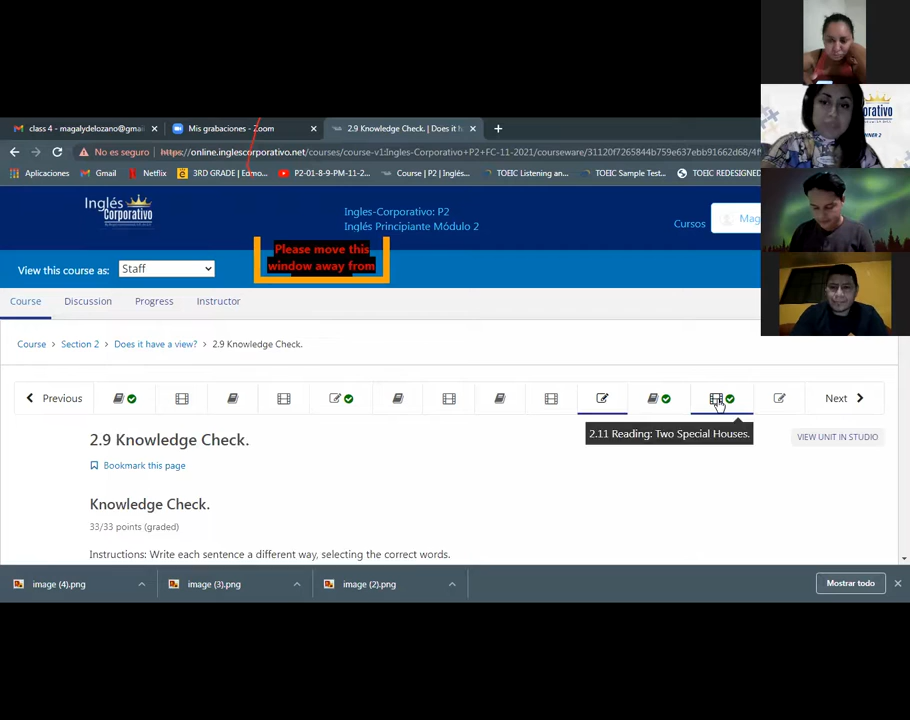 class 4 - magalydelozano@gmai
Mis grabaciones - Zoom
2.9 Knowledge Check. | Does it h
No es seguro
https://online.inglescorporativo.net/courses/course-v1:Ingles-Corporativo+P2+FC-11-2021/courseware/31120f7265844b759e637ebb91662d68/4f
Aplicaciones
Gmail
Netflix
3RD GRADE | Edmo...
P2-01-8-9-PM-11-2...
Course | P2 | Inglés...
TOEIC Listening an...
TOEIC Sample Test...
TOEIC REDESIGNED
Inglés
Corporativo
Ingles-Corporativo: P2
Inglés Principiante Módulo 2
Cursos
Mag
Please move this
window away from
View this course as:
Staff
Course
Discussion
Progress
Instructor
Course > Section 2 > Does it have a view? > 2.9 Knowledge Check.
Previous
Next
2.11 Reading: Two Special Houses.
2.9 Knowledge Check.
VIEW UNIT IN STUDIO
Bookmark this page
Knowledge Check.
33/33 points (graded)
Instructions: Write each sentence a different way, selecting the correct words.
image (4).png
image (3).png
image (2).png
Mostrar todo